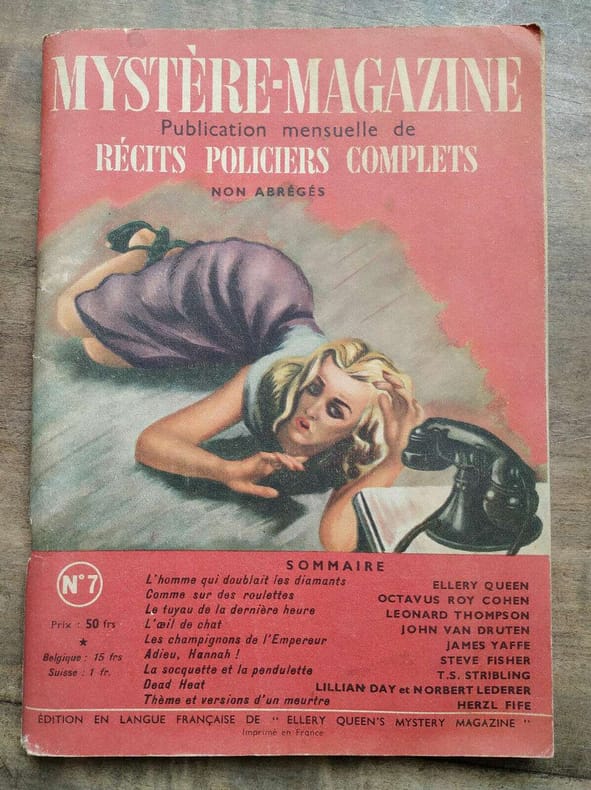 MYSTÈRE-MAGAZINE
Publication mensuelle de
RÉCITS POLICIERS COMPLETS
NON ABRÉGÉS
SOMMAIRE
N°7
Prix : 50 frs
★
Belgique : 15 frs
Suisse : 1 fr.
L'homme qui doublait les diamants ELLERY QUEEN
Comme sur des roulettes OCTAVUS ROY COHEN
Le tuyau de la dernière heure LEONARD THOMPSON
L'œil de chat JOHN VAN DRUTEN
Les champignons de l'Empereur JAMES YAFFE
Adieu, Hannah ! STEVE FISHER
La socquette et la pendulette T.S. STRIBLING
Dead Heat LILLIAN DAY et NORBERT LEDERER
Thème et versions d'un meurtre HERZL FIFE
ÉDITION EN LANGUE FRANÇAISE DE " ELLERY QUEEN'S MYSTERY MAGAZINE "
Imprimé en France